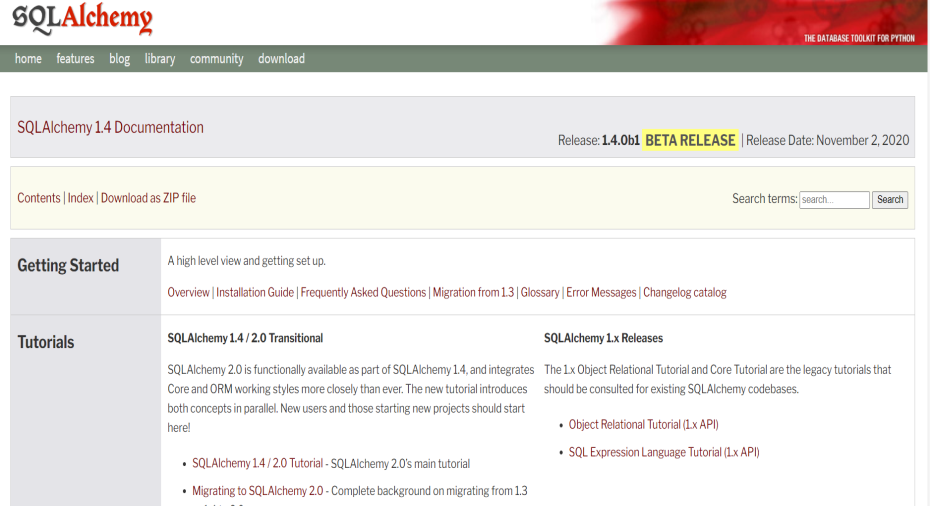 SQLAlchemy
THE DATABASE TOOLKIT FOR PYTHON
home features blog library community download
SQLAlchemy 1.4 Documentation
Release: 1.4.0b1 BETA RELEASE | Release Date: November 2, 2020
Contents | Index | Download as ZIP file
Search terms: search... Search
Getting Started
A high level view and getting set up.
Overview | Installation Guide | Frequently Asked Questions | Migration from 1.3 | Glossary | Error Messages | Changelog catalog
Tutorials
SQLAlchemy 1.4 / 2.0 Transitional
SQLAlchemy 2.0 is functionally available as part of SQLAlchemy 1.4, and integrates
Core and ORM working styles more closely than ever. The new tutorial introduces
both concepts in parallel. New users and those starting new projects should start
here!
• SQLAlchemy 1.4 / 2.0 Tutorial - SQLAlchemy 2.0's main tutorial
• Migrating to SQLAlchemy 2.0 - Complete background on migrating from 1.3
SQLAlchemy 1.x Releases
The 1.x Object Relational Tutorial and Core Tutorial are the legacy tutorials that
should be consulted for existing SQLAlchemy codebases.
• Object Relational Tutorial (1.x API)
• SQL Expression Language Tutorial (1.x API)